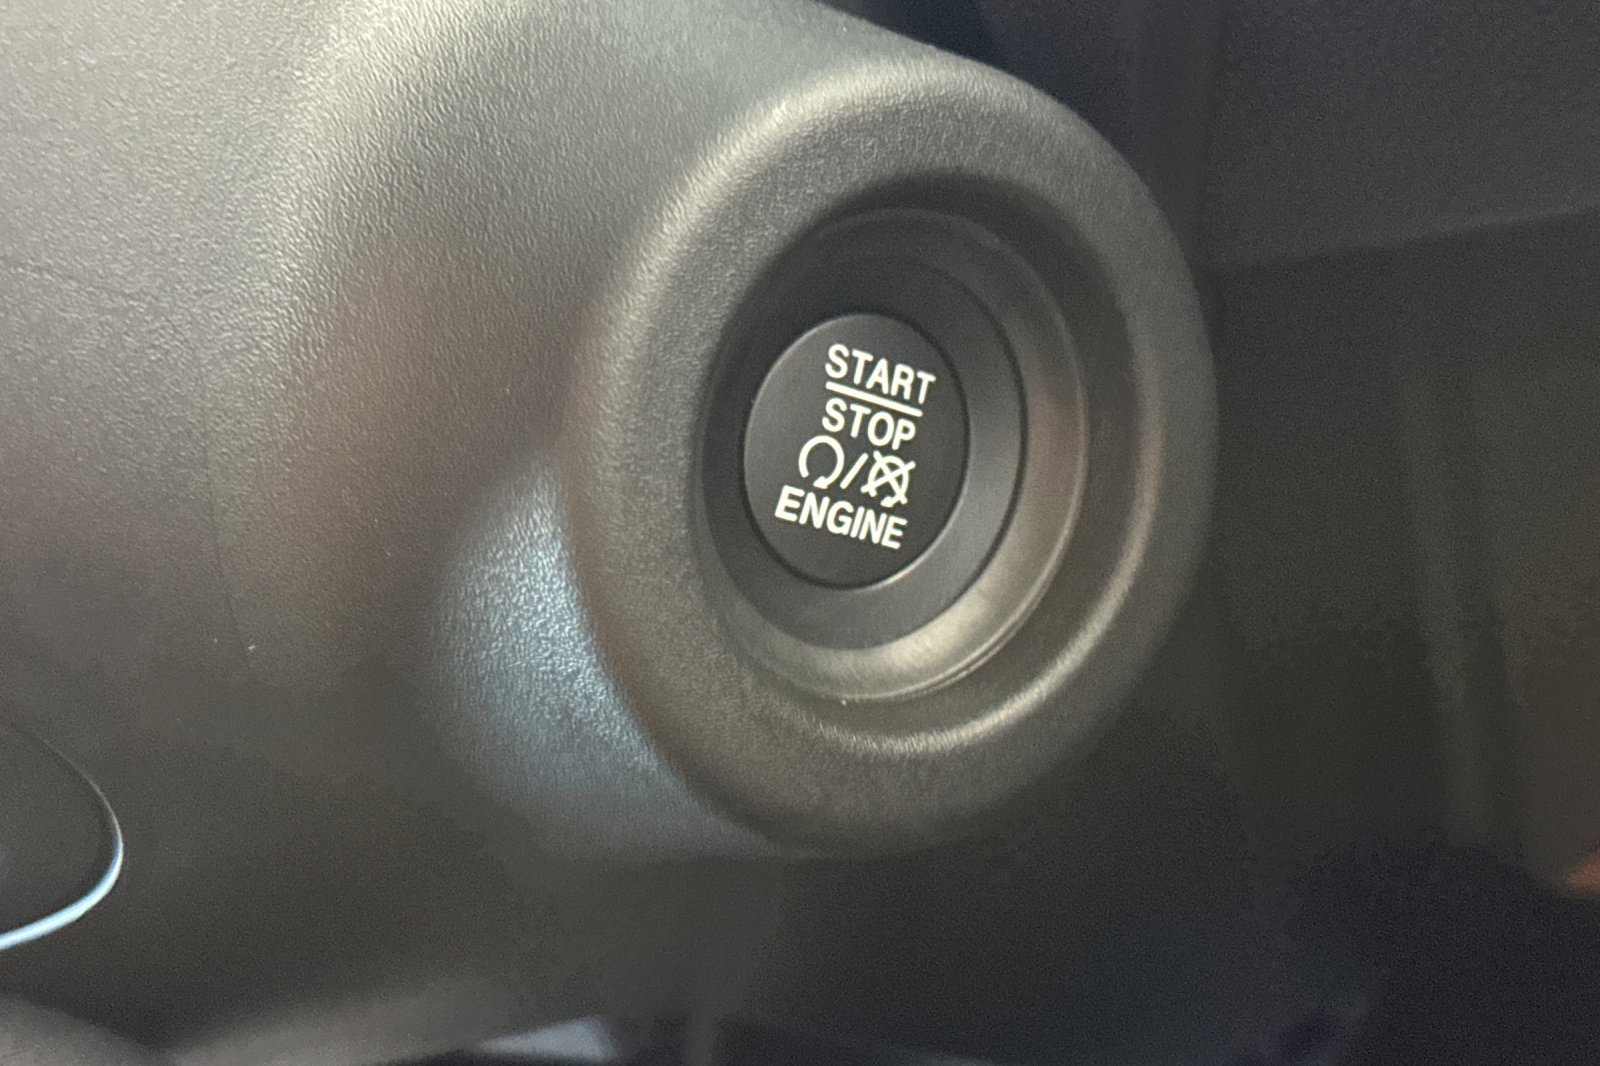 START
STOP
/
ENGINE